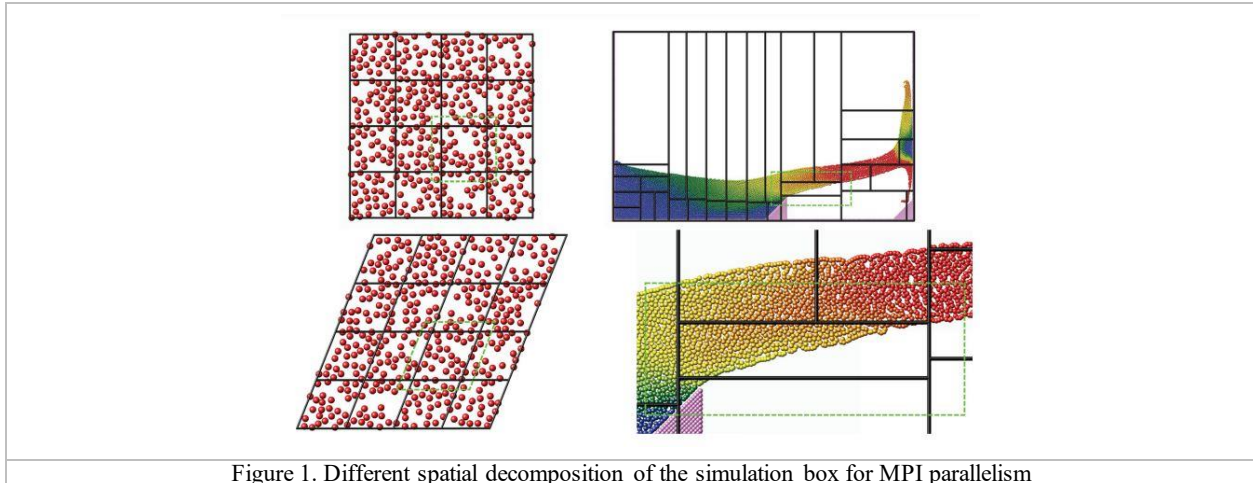 Figure 1. Different spatial decomposition of the simulation box for MPI parallelism